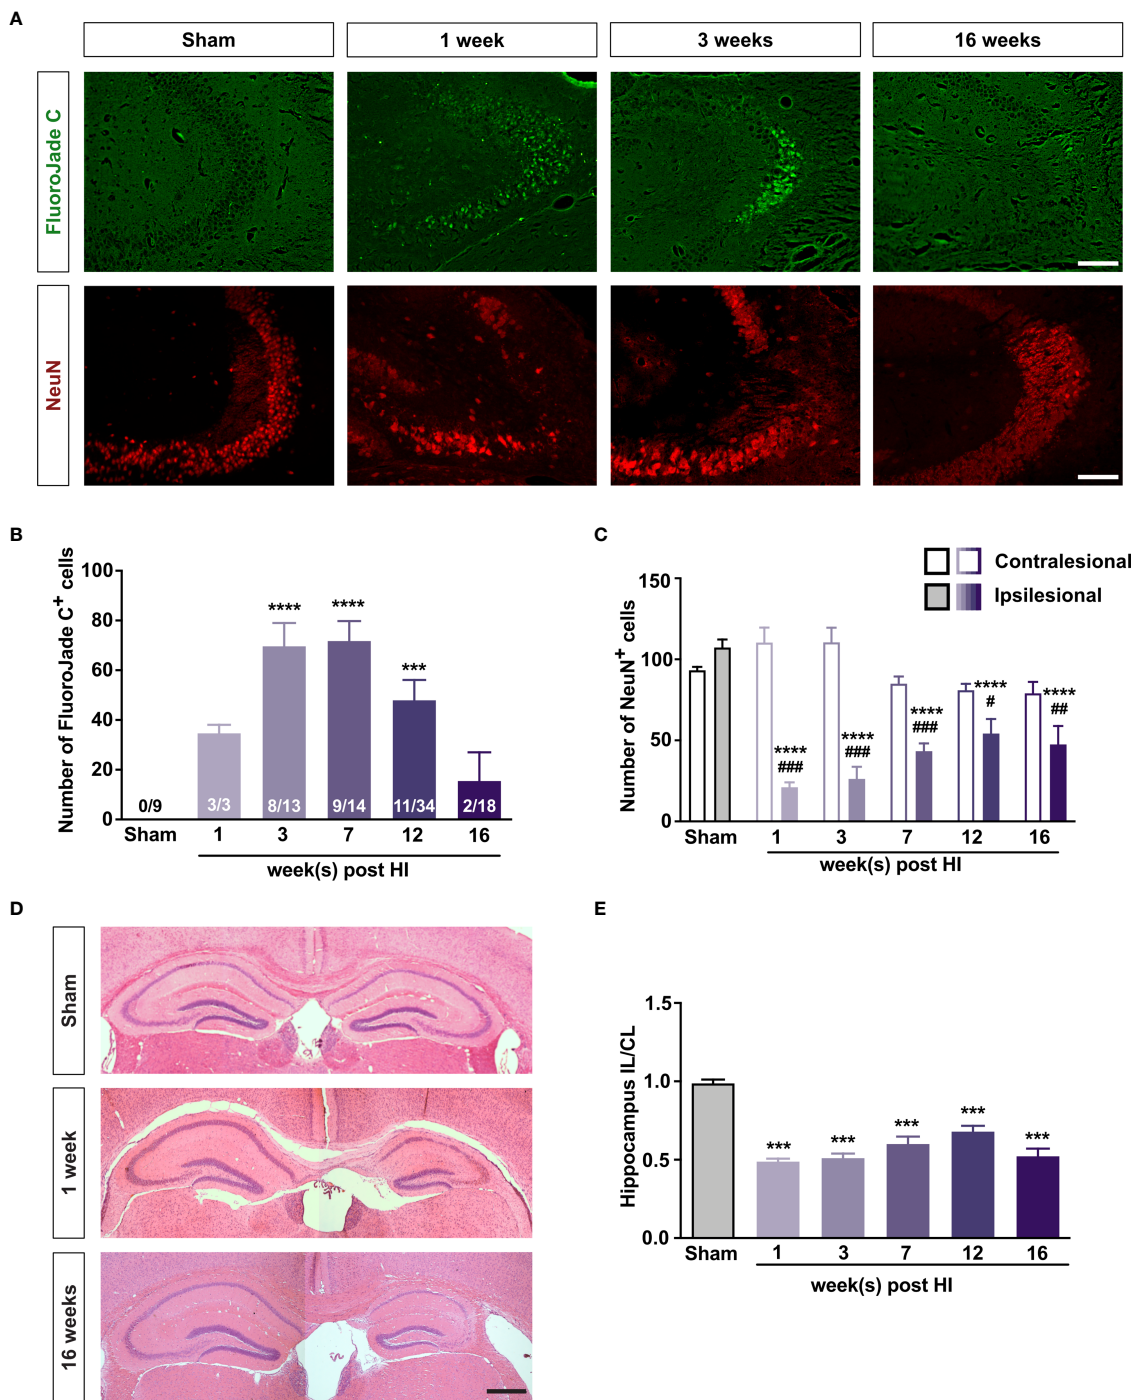 A
Sham
1 week
3 weeks
16 weeks
FluoroJade C
NeuN
B
Number of FluoroJade C+ cells
100
80
60
40
20
0
****
****
***
0/9
3/3
8/13
9/14
11/34
2/18
Sham
1
3
7
12
16
week(s) post HI
C
Contralesional
Ipsilesional
Number of NeuN+ cells
150
100
50
0
****
###
****
###
****
###
****
#
****
##
Sham
1
3
7
12
16
week(s) post HI
D
Sham
1 week
16 weeks
E
Hippocampus IL/CL
1.5
1.0
0.5
0.0
***
***
***
***
***
Sham
1
3
7
12
16
week(s) post HI